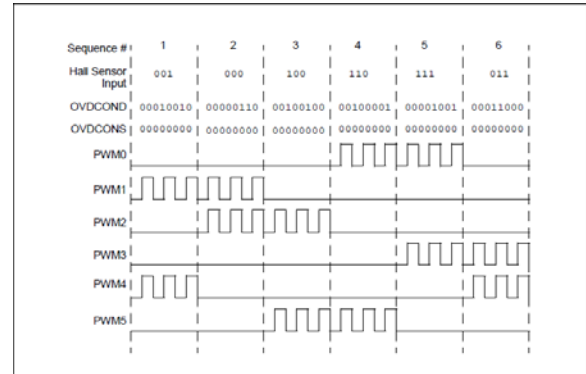 Sequence # 1 2 3 4 5 6
Hall Sensor Input 001 000 100 110 111 011
OVDCOND 00010010 00000110 00100100 00100001 00001001 00011000
OVDCONS 00000000 00000000 00000000 00000000 00000000 00000000
PWM0
PWM1
PWM2
PWM3
PWM4
PWM5